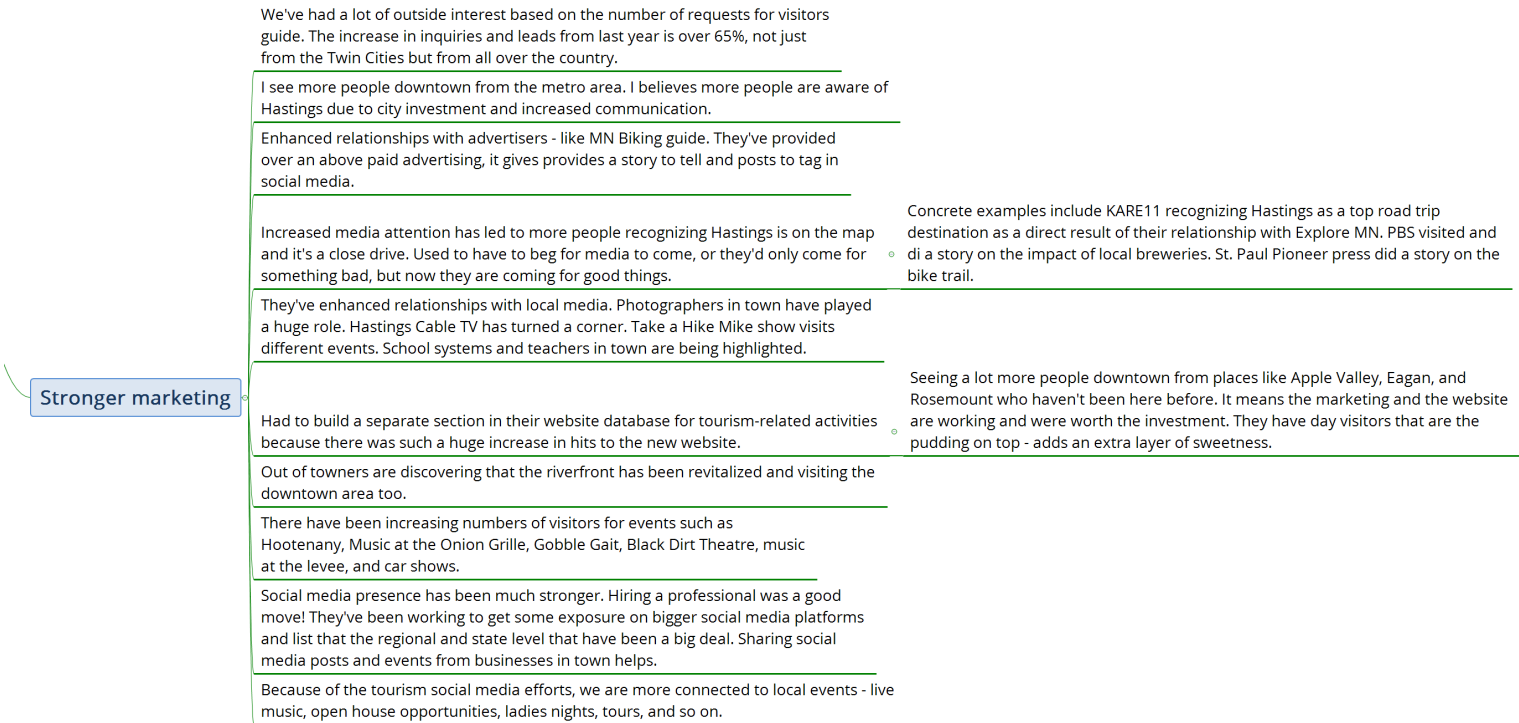 We've had a lot of outside interest based on the number of requests for visitors
guide. The increase in inquiries and leads from last year is over 65%, not just
from the Twin Cities but from all over the country.
I see more people downtown from the metro area. I believes more people are aware of
Hastings due to city investment and increased communication.
Enhanced relationships with advertisers - like MN Biking guide. They've provided
over an above paid advertising, it gives provides a story to tell and posts to tag in
social media.
Increased media attention has led to more people recognizing Hastings is on the map
and it's a close drive. Used to have to beg for media to come, or they'd only come for
something bad, but now they are coming for good things.
Concrete examples include KARE11 recognizing Hastings as a top road trip
destination as a direct result of their relationship with Explore MN. PBS visited and
di a story on the impact of local breweries. St. Paul Pioneer press did a story on the
bike trail.
They've enhanced relationships with local media. Photographers in town have played
a huge role. Hastings Cable TV has turned a corner. Take a Hike Mike show visits
different events. School systems and teachers in town are being highlighted.
Stronger marketing
Had to build a separate section in their website database for tourism-related activities
because there was such a huge increase in hits to the new website.
Seeing a lot more people downtown from places like Apple Valley, Eagan, and
Rosemount who haven't been here before. It means the marketing and the website
are working and were worth the investment. They have day visitors that are the
pudding on top - adds an extra layer of sweetness.
Out of towners are discovering that the riverfront has been revitalized and visiting the
downtown area too.
There have been increasing numbers of visitors for events such as
Hootenany, Music at the Onion Grille, Gobble Gait, Black Dirt Theatre, music
at the levee, and car shows.
Social media presence has been much stronger. Hiring a professional was a good
move! They've been working to get some exposure on bigger social media platforms
and list that the regional and state level that have been a big deal. Sharing social
media posts and events from businesses in town helps.
Because of the tourism social media efforts, we are more connected to local events - live
music, open house opportunities, ladies nights, tours, and so on.